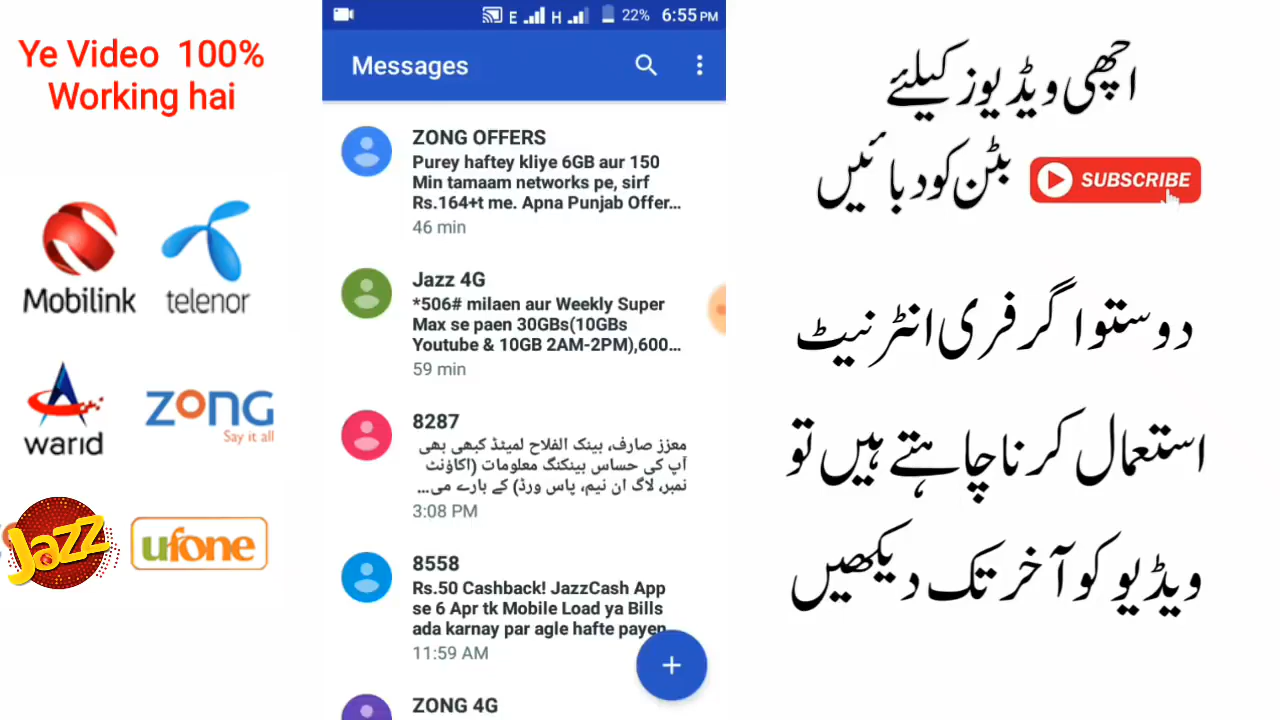 Ye Video 100%
Working hai
Mobilink
telenor
warid
ZONG
Say it all
Jazz
ufone
E H 22% 6:55 PM
Messages
ZONG OFFERS
Purey haftey kliye 6GB aur 150
Min tamaam networks pe, sirf
Rs.164+t me. Apna Punjab Offer...
46 min
Jazz 4G
*506# milaen aur Weekly Super
Max se paen 30GBs(10GBs
Youtube & 10GB 2AM-2PM),600...
59 min
8287
معزز صارف، بینک الفلاح لمیٹڈ کبھی بھی
آپ کی حساس بینکنگ معلومات (اکاؤنٹ
نمبر، لاگ ان نیم، پاس ورڈ) کے بارے می...
3:08 PM
8558
Rs.50 Cashback! JazzCash App
se 6 Apr tk Mobile Load ya Bills
ada karnay par agle hafte payen
11:59 AM
ZONG 4G
اچھی ویڈیوز کیلئے
بٹن کو دبائیں
SUBSCRIBE
دوستو اگر فری انٹرنیٹ
استعمال کرنا چاہتے ہیں تو
ویڈیو کو آخر تک دیکھیں